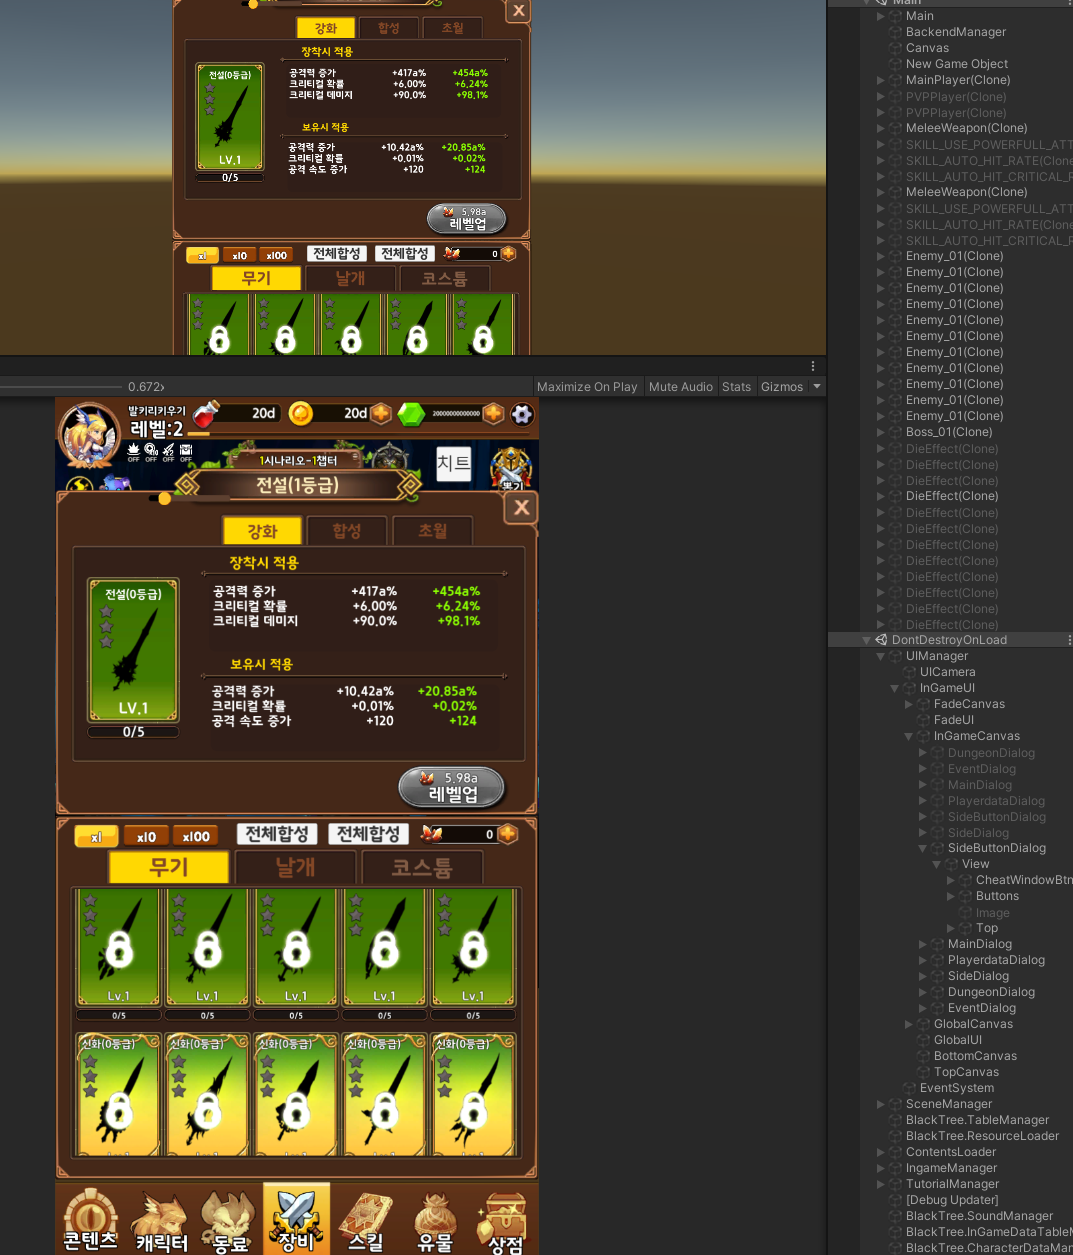 X
강화 합성 초월
장착시 적용
전설(0등급)
공격력 증가 +417a% +454a%
크리티컬 확률 +6.00% +6.24%
크리티컬 데미지 +90.0% +98.1%
보유시 적용
공격력 증가 +10.42a% +20.85a%
크리티컬 확률 +0.01% +0.02%
공격 속도 증가 +120 +124
LV.1
0/5
5.98a
레벨업
x1 x10 x100 전체합성 전체합성 0
무기 날개 코스튬
0.672x
Maximize On Play Mute Audio Stats Gizmos
발키리키우기
레벨:2
20d 20d
OFF OFF OFF OFF
1시나리오-1챕터
치트
뽑기
전설(1등급)
X
강화 합성 초월
장착시 적용
전설(0등급)
공격력 증가 +417a% +454a%
크리티컬 확률 +6.00% +6.24%
크리티컬 데미지 +90.0% +98.1%
보유시 적용
공격력 증가 +10.42a% +20.85a%
크리티컬 확률 +0.01% +0.02%
공격 속도 증가 +120 +124
LV.1
0/5
5.98a
레벨업
x1 x10 x100 전체합성 전체합성 0
무기 날개 코스튬
Lv.1 Lv.1 Lv.1 Lv.1 Lv.1
0/5 0/5 0/5 0/5 0/5
신화(0등급) 신화(0등급) 신화(0등급) 신화(0등급) 신화(0등급)
콘텐츠 캐릭터 동료 장비 스킬 유물 상점
Main
Main
BackendManager
Canvas
New Game Object
MainPlayer(Clone)
PVPPlayer(Clone)
PVPPlayer(Clone)
MeleeWeapon(Clone)
SKILL_USE_POWERFULL_ATT
SKILL_AUTO_HIT_RATE(Clone
SKILL_AUTO_HIT_CRITICAL_R
MeleeWeapon(Clone)
SKILL_USE_POWERFULL_ATT
SKILL_AUTO_HIT_RATE(Clone
SKILL_AUTO_HIT_CRITICAL_R
Enemy_01(Clone)
Enemy_01(Clone)
Enemy_01(Clone)
Enemy_01(Clone)
Enemy_01(Clone)
Enemy_01(Clone)
Enemy_01(Clone)
Enemy_01(Clone)
Enemy_01(Clone)
Enemy_01(Clone)
Enemy_01(Clone)
Boss_01(Clone)
DieEffect(Clone)
DieEffect(Clone)
DieEffect(Clone)
DieEffect(Clone)
DieEffect(Clone)
DieEffect(Clone)
DieEffect(Clone)
DieEffect(Clone)
DieEffect(Clone)
DieEffect(Clone)
DieEffect(Clone)
DieEffect(Clone)
DontDestroyOnLoad
UIManager
UICamera
InGameUI
FadeCanvas
FadeUI
InGameCanvas
DungeonDialog
EventDialog
MainDialog
PlayerdataDialog
SideButtonDialog
SideDialog
SideButtonDialog
View
CheatWindowBtn
Buttons
Image
Top
MainDialog
PlayerdataDialog
SideDialog
DungeonDialog
EventDialog
GlobalCanvas
GlobalUI
BottomCanvas
TopCanvas
EventSystem
SceneManager
BlackTree.TableManager
BlackTree.ResourceLoader
ContentsLoader
IngameManager
TutorialManager
[Debug Updater]
BlackTree.SoundManager
BlackTree.InGameDataTableM
BlackTree.CharacterDataMan